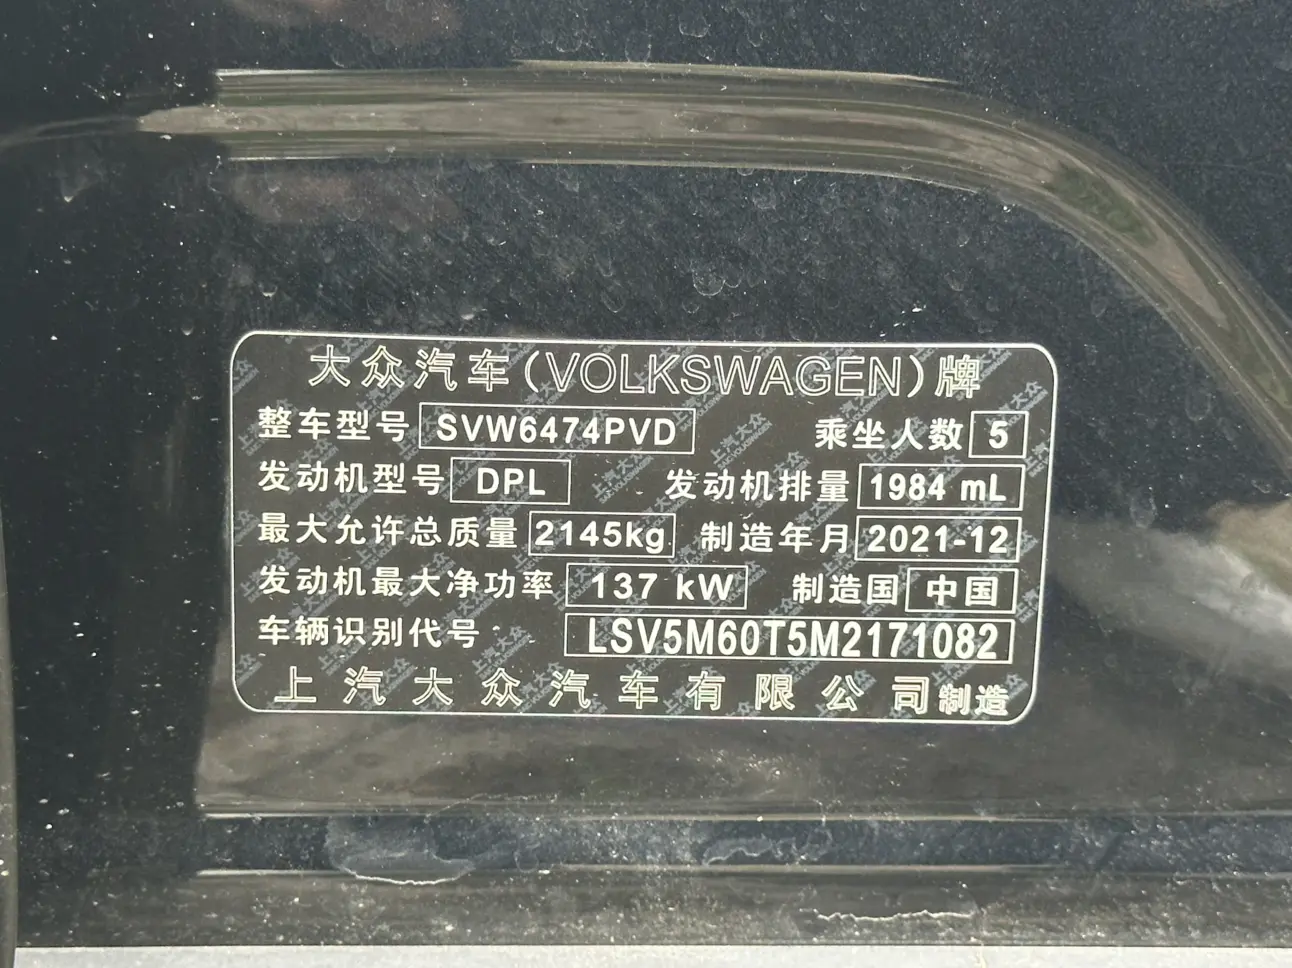 大众汽车(VOLKSWAGEN)牌
整车型号 SVW6474PVD 乘坐人数 5
发动机型号 DPL 发动机排量 1984 mL
最大允许总质量 2145kg 制造年月 2021-12
发动机最大净功率 137 kW 制造国 中国
车辆识别代号 LSV5M60T5M2171082
上汽大众汽车有限公司制造